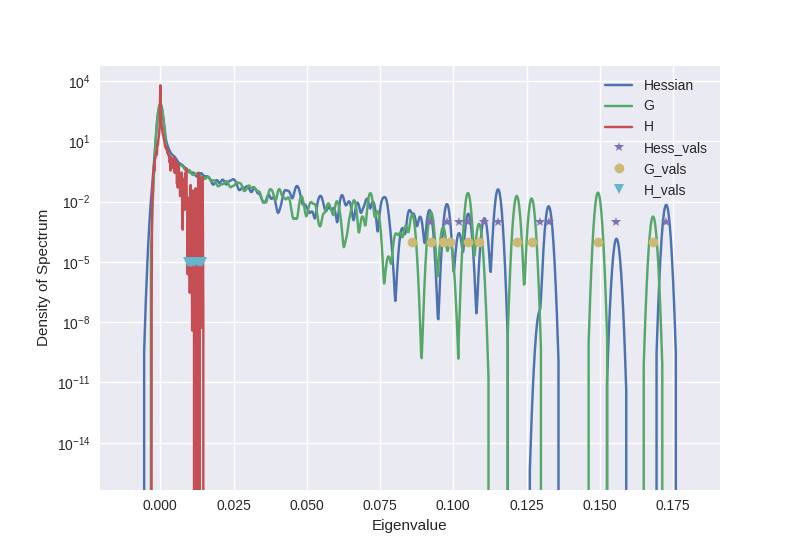 10^4
10^1
10^-2
10^-5
10^-8
10^-11
10^-14
Density of Spectrum
Hessian
G
H
Hess_vals
G_vals
H_vals
0.000 0.025 0.050 0.075 0.100 0.125 0.150 0.175
Eigenvalue